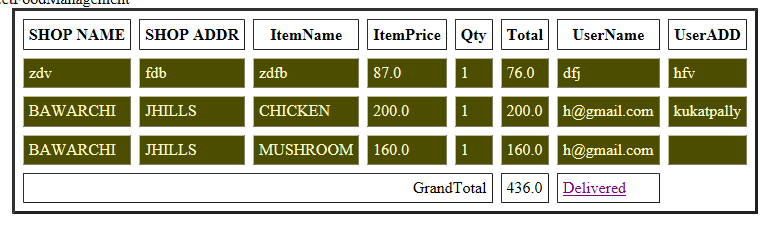 SHOP NAME SHOP ADDR ItemName ItemPrice Qty Total UserName UserADD
zdv fdb zdfb 87.0 1 76.0 dfj hfv
BAWARCHI JHILLS CHICKEN 200.0 1 200.0 h@gmail.com kukatpally
BAWARCHI JHILLS MUSHROOM 160.0 1 160.0 h@gmail.com
GrandTotal 436.0 Delivered